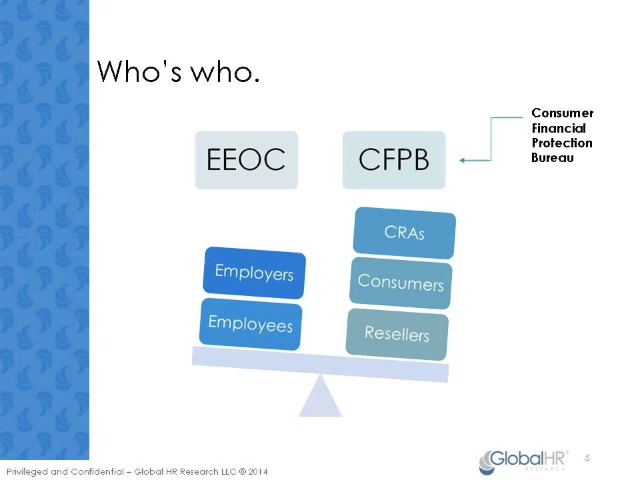 Who's who.
Consumer
Financial
Protection
Bureau
EEOC
CFPB
CRAs
Employers
Consumers
Employees
Resellers
GlobalHR®
RESEARCH
5
Privileged and Confidential – Global HR Research LLC © 2014